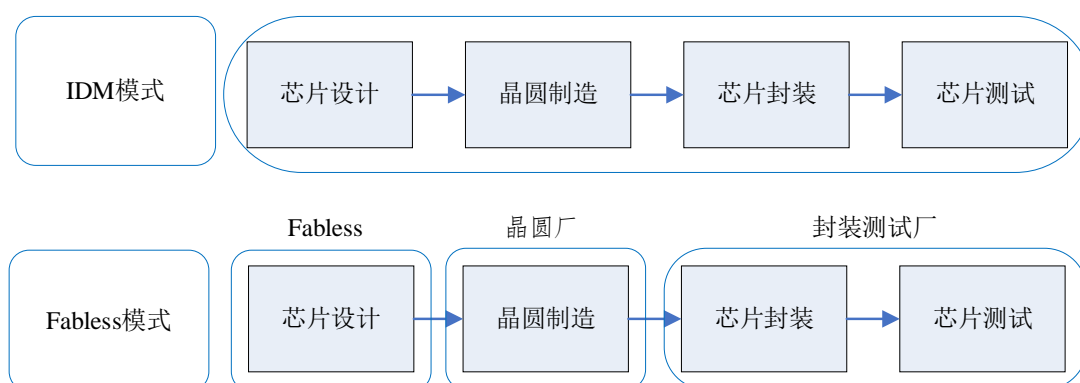 IDM模式
芯片设计
晶圆制造
芯片封装
芯片测试
Fabless
晶圆厂
封装测试厂
Fabless模式
芯片设计
晶圆制造
芯片封装
芯片测试